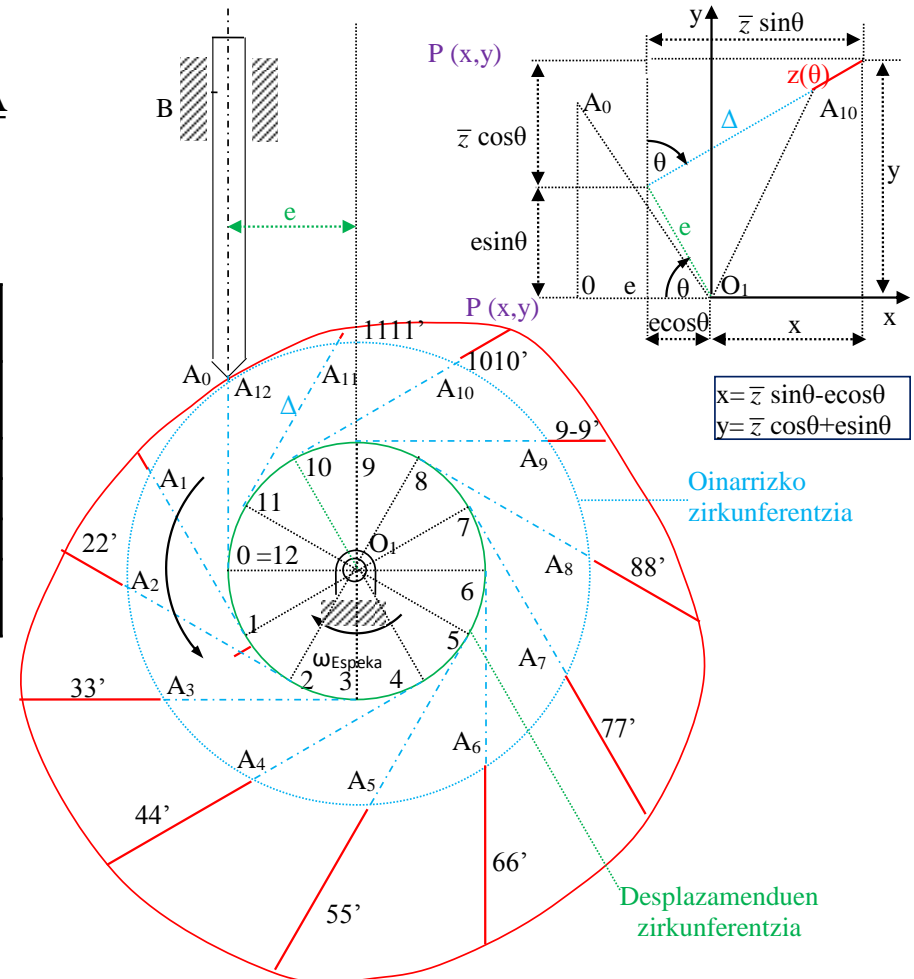 y
z̅ sinθ
P (x,y)
z(θ)
B
A0
A10
Δ
z̅ cosθ
θ
y
e
e
esinθ
0
e
θ
O1
x
P (x,y)
ecosθ
x
1111’
A0
A12
A11
1010’
A10
x= z̅ sinθ-ecosθ
y= z̅ cosθ+esinθ
Δ
9-9’
A9
A1
10
9
8
Oinarrizko
zirkunferentzia
11
7
22’
0 =12
O1
A8
88’
A2
6
1
5
A7
ωEspeka
33’
A3
2
3
4
77’
A6
A4
A5
44’
66’
55’
Desplazamenduen
zirkunferentzia